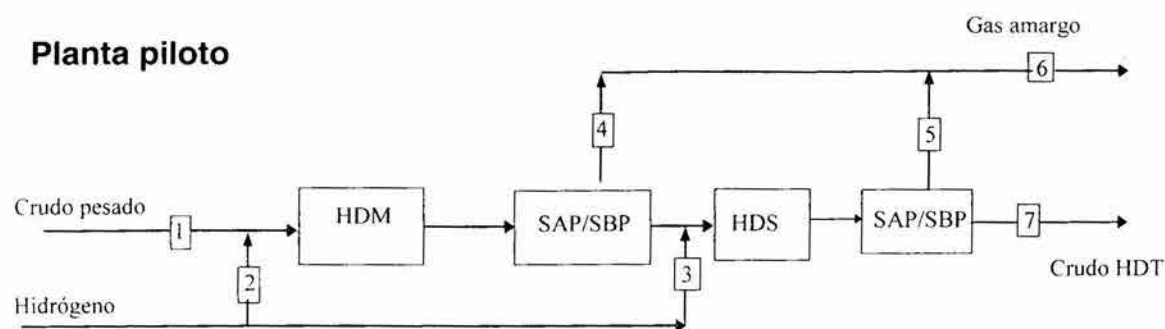 Planta piloto
Gas amargo
6
4
5
Crudo pesado
1
HDM
SAP/SBP
HDS
SAP/SBP
7
2
3
Crudo HDT
Hidrógeno